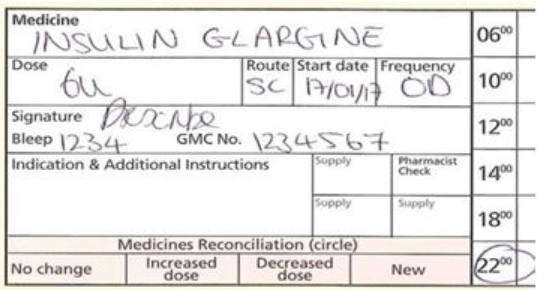 Medicine
INSULIN GLARGINE
06⁰⁰
Dose Route Start date Frequency
6U SC 17/01/17 OD
10⁰⁰
Signature Prescribe
12⁰⁰
Bleep 1234 GMC No. 1234567
Indication & Additional Instructions Supply Pharmacist Check
14⁰⁰
Supply Supply
18⁰⁰
Medicines Reconciliation (circle)
No change Increased dose Decreased dose New
22⁰⁰